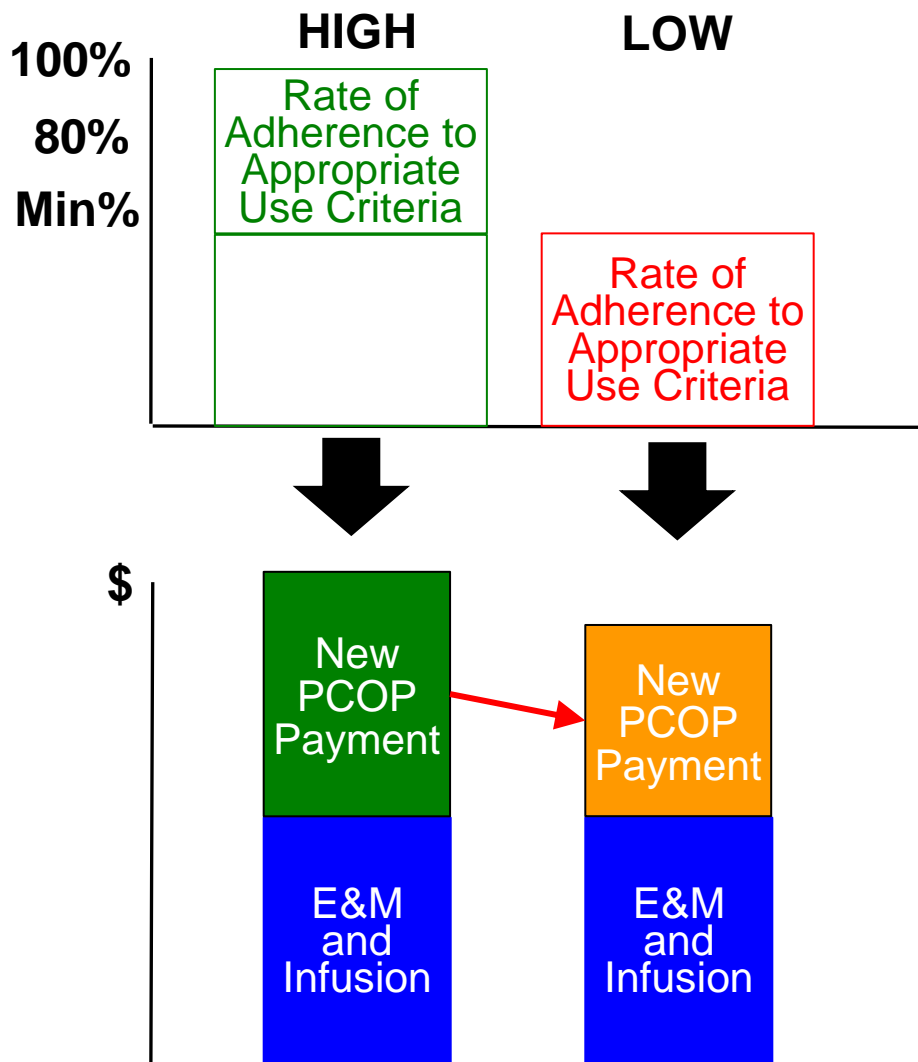 HIGH
LOW
100%
80%
Min%
Rate of
Adherence to
Appropriate
Use Criteria
Rate of
Adherence to
Appropriate
Use Criteria
$
New
PCOP
Payment
New
PCOP
Payment
E&M
and
Infusion
E&M
and
Infusion